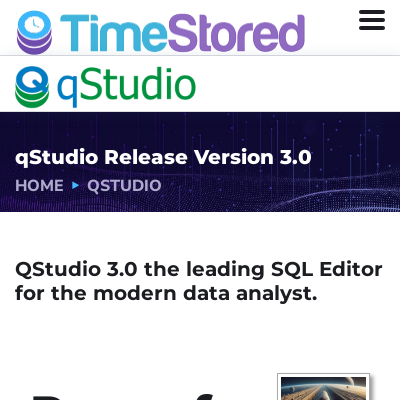 TimeStored
qStudio
qStudio Release Version 3.0
HOME ▸ QSTUDIO
QStudio 3.0 the leading SQL Editor
for the modern data analyst.